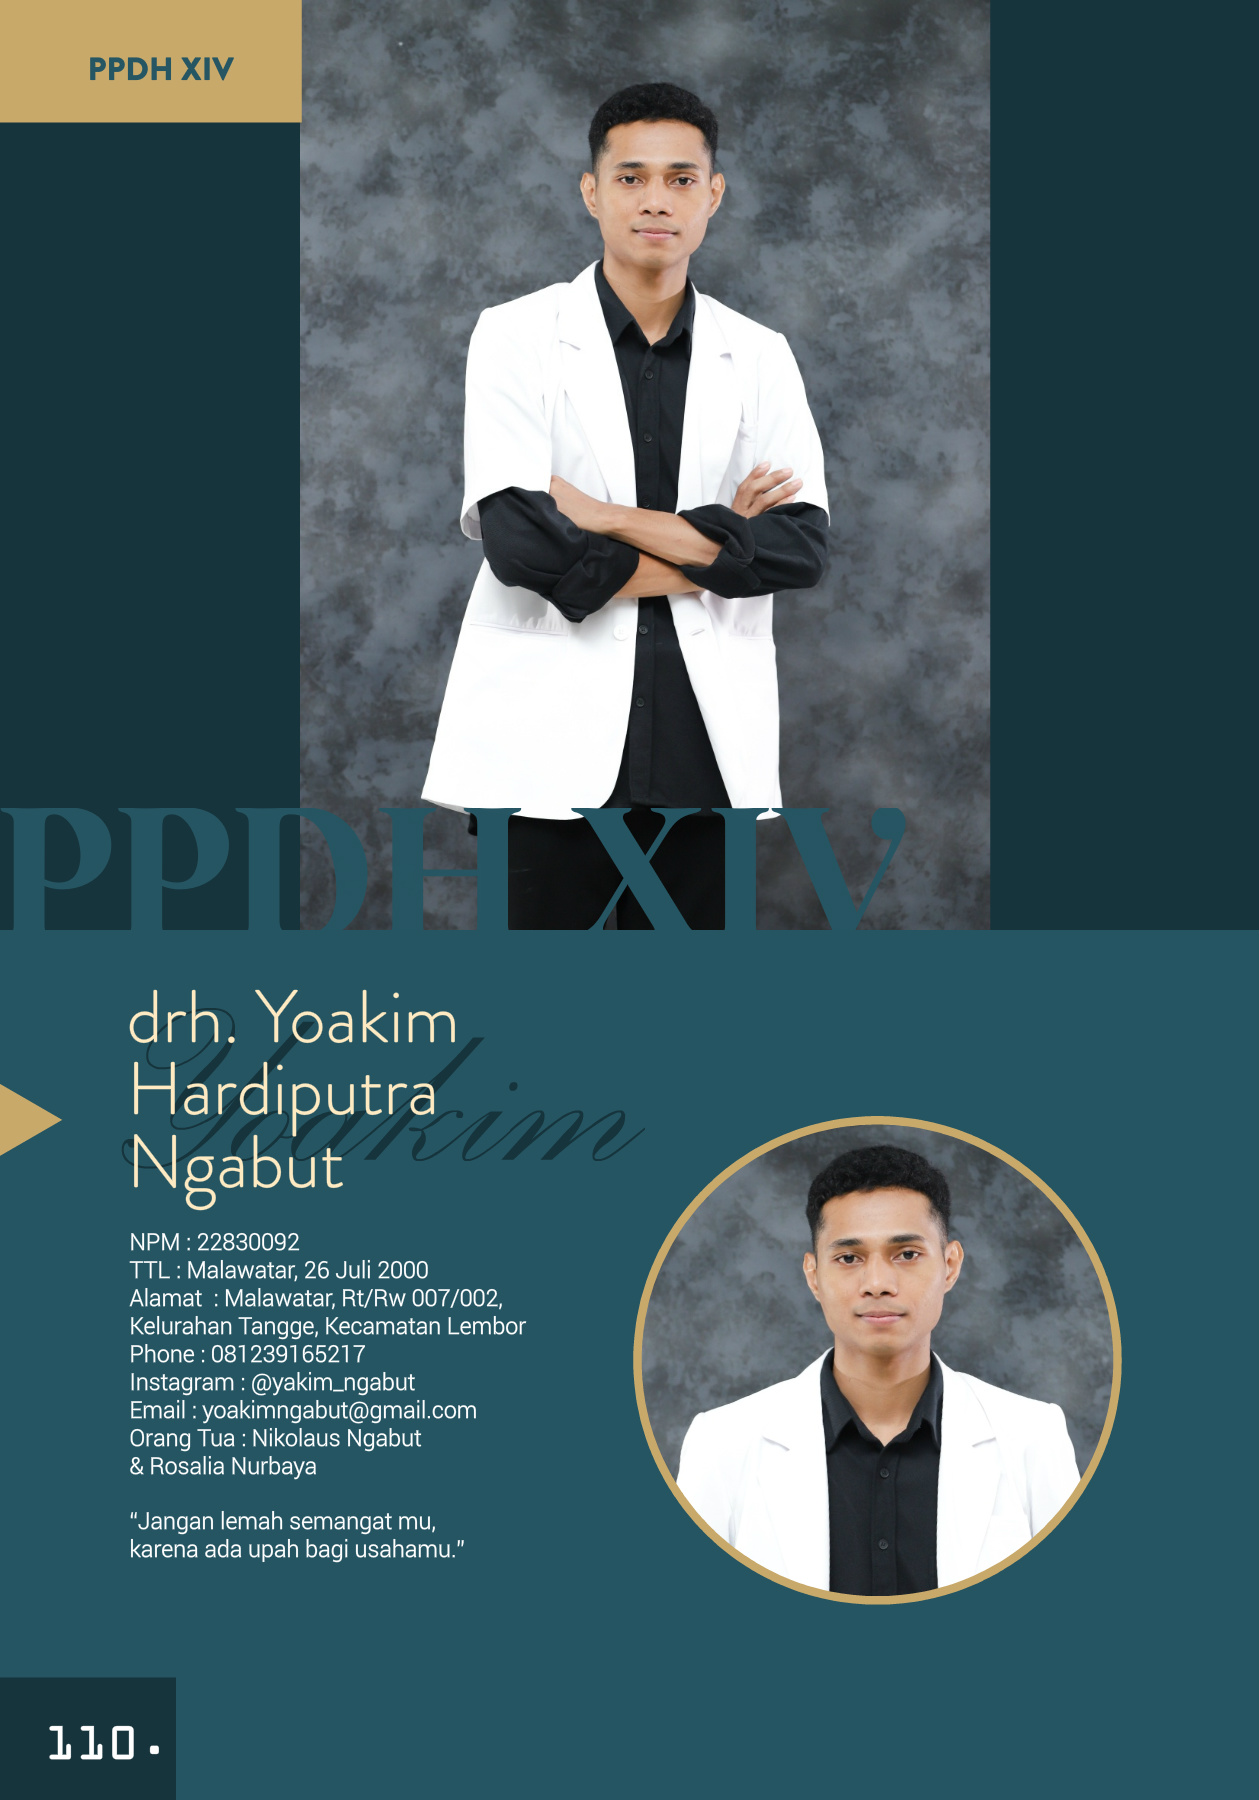 PPDH XIV
PPDH XIV
drh. Yoakim
Hardiputra
Ngabut
Yoakim
NPM : 22830092
TTL : Malawatar, 26 Juli 2000
Alamat  : Malawatar, Rt/Rw 007/002,
Kelurahan Tangge, Kecamatan Lembor
Phone : 081239165217
Instagram : @yakim_ngabut
Email : yoakimngabut@gmail.com
Orang Tua : Nikolaus Ngabut
& Rosalia Nurbaya
“Jangan lemah semangat mu,
karena ada upah bagi usahamu.”
110.